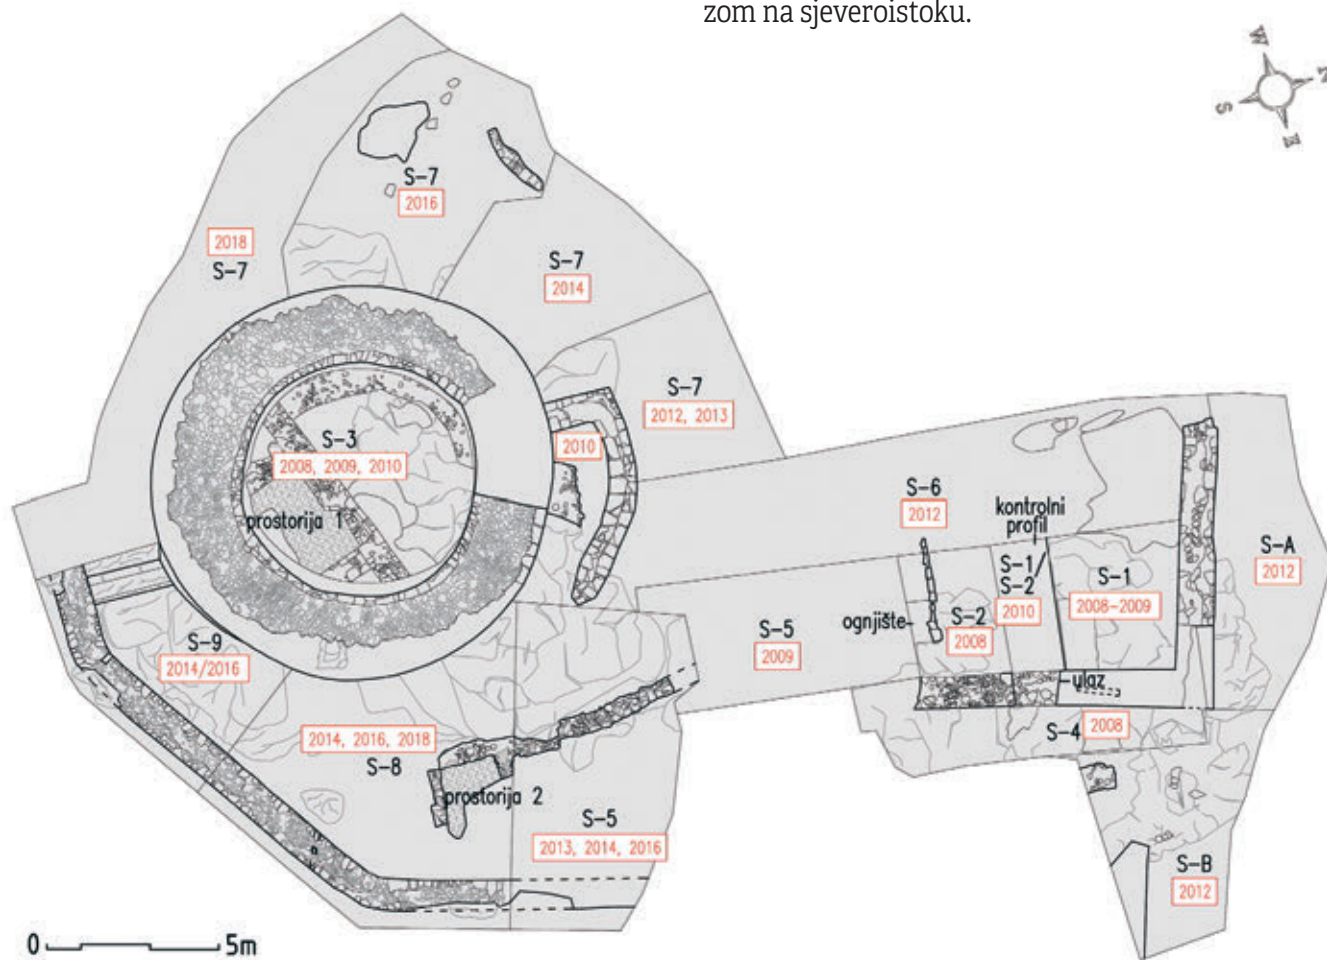 zom na sjeveroistoku.
W
N
S
E
S-7
2016
2018
S-7
S-7
2014
S-7
2012, 2013
2010
S-3
2008, 2009, 2010
prostorija 1
S-6
2012
kontrolni
profil
S-1
S-2
2010
S-1
2008-2009
S-A
2012
ognjište
S-2
2008
S-5
2009
ulaz
S-9
2014/2016
S-4
2008
2014, 2016, 2018
S-8
prostorija 2
S-5
2013, 2014, 2016
S-B
2012
0
5m